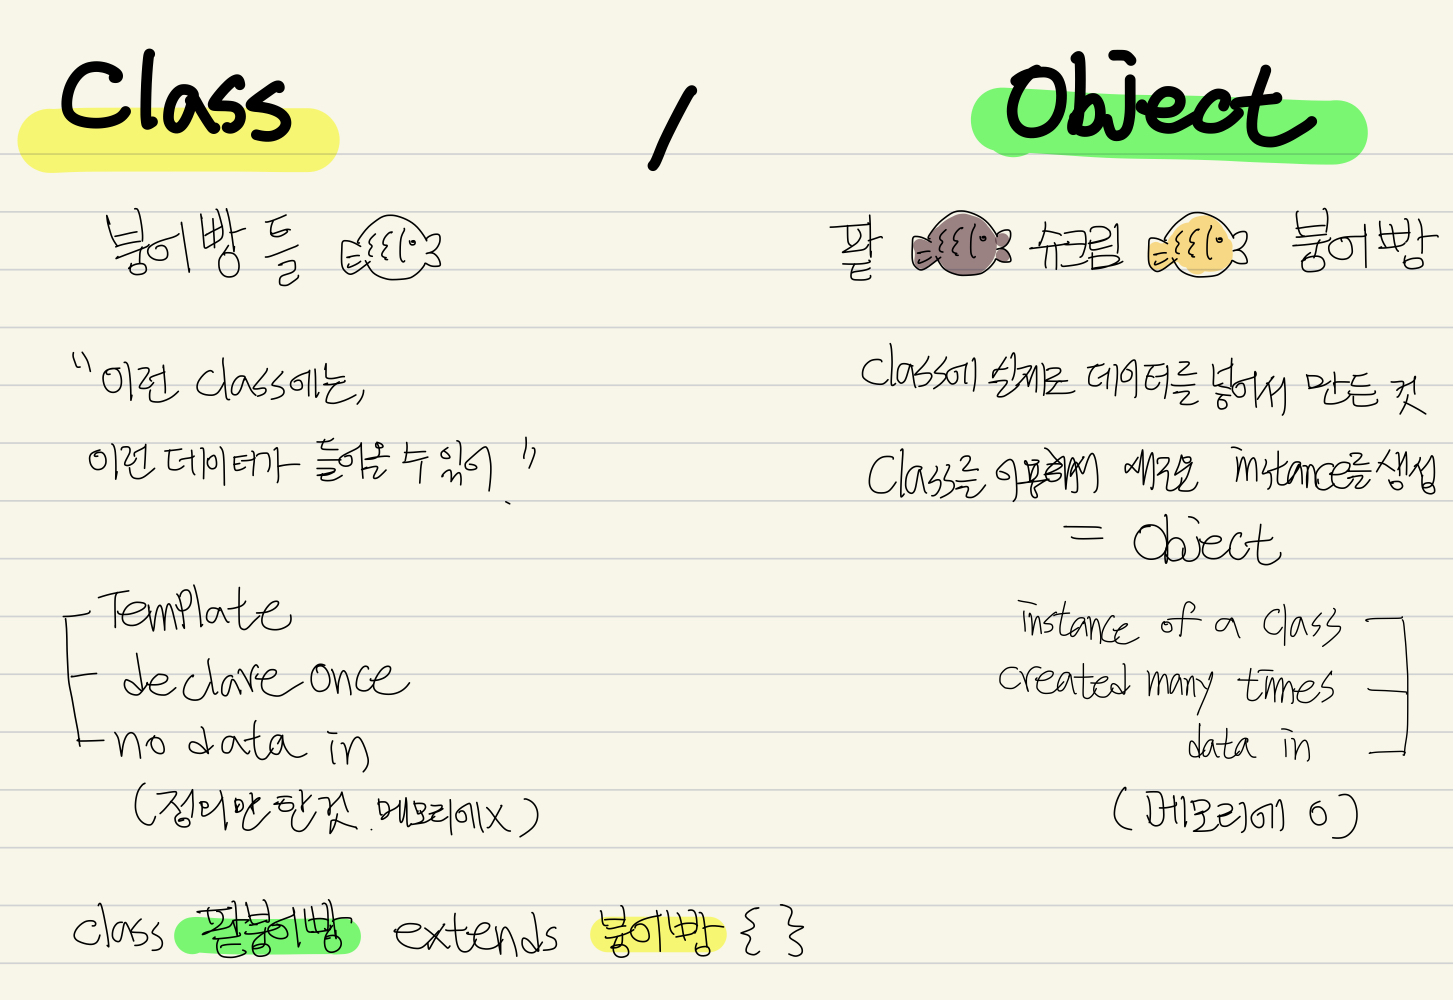 Class / Object
붕어빵 틀
팥 슈크림 붕어빵
"이런 class에는,
이런 데이터가 들어올 수 있어."
Class에 실제로 데이터를 넣어서 만든 것
Class를 이용해서 새로운 instance를 생성
= Object
Template
declare once
no data in
(정의만 한 것. 메모리에 X)
instance of a class
created many times
data in
(메모리에 O)
class 팥붕어빵 extends 붕어빵 { }